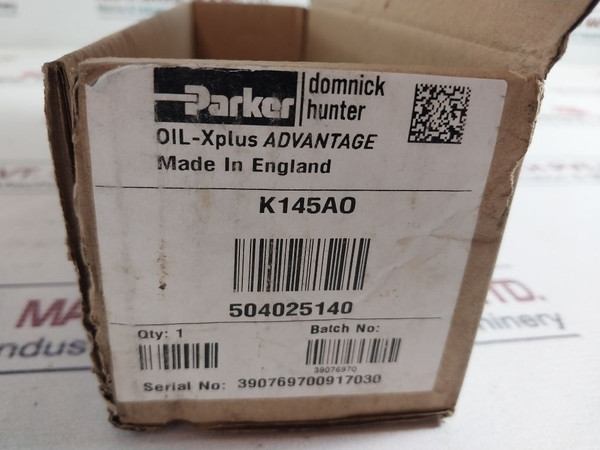 Parker
domnick
hunter
OIL-Xplus ADVANTAGE
Made In England
K145AO
504025140
Qty: 1
Batch No:
39076970
Serial No: 390769700917030